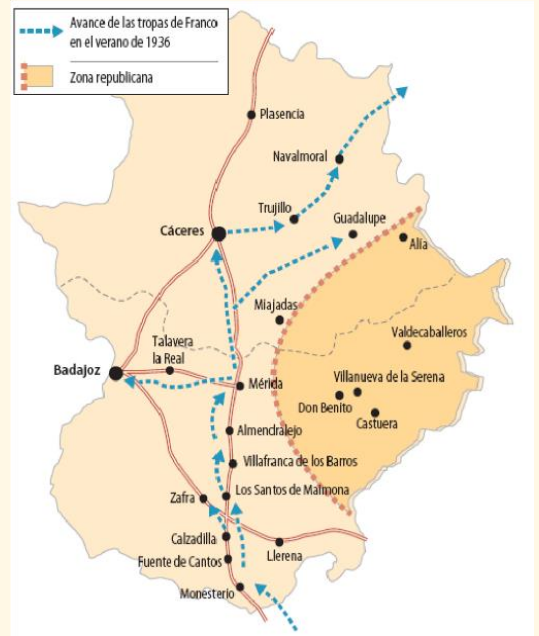 Avance de las tropas de Franco
en el verano de 1936
Zona republicana
Plasencia
Navalmoral
Trujillo
Guadalupe
Cáceres
Alía
Miajadas
Valdecaballeros
Talavera
la Real
Badajoz
Mérida
Villanueva de la Serena
Don Benito
Castuera
Almendralejo
Villafranca de los Barros
Zafra
Los Santos de Maimona
Calzadilla
Llerena
Fuente de Cantos
Monesterio